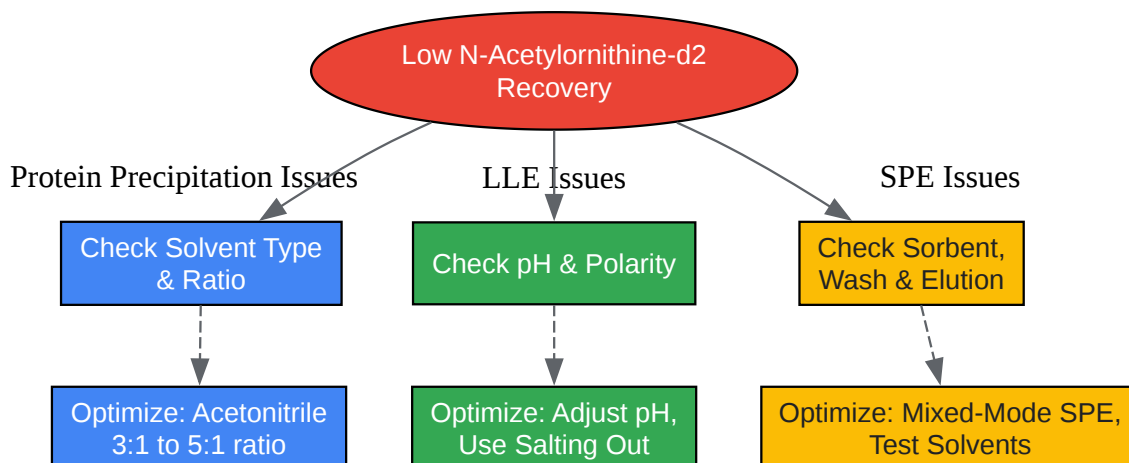 Low N-Acetylornithine-d2
Recovery
Protein Precipitation Issues
LLE Issues
SPE Issues
Check Solvent Type
& Ratio
Check pH & Polarity
Check Sorbent,
Wash & Elution
Optimize: Acetonitrile
3:1 to 5:1 ratio
Optimize: Adjust pH,
Use Salting Out
Optimize: Mixed-Mode SPE,
Test Solvents